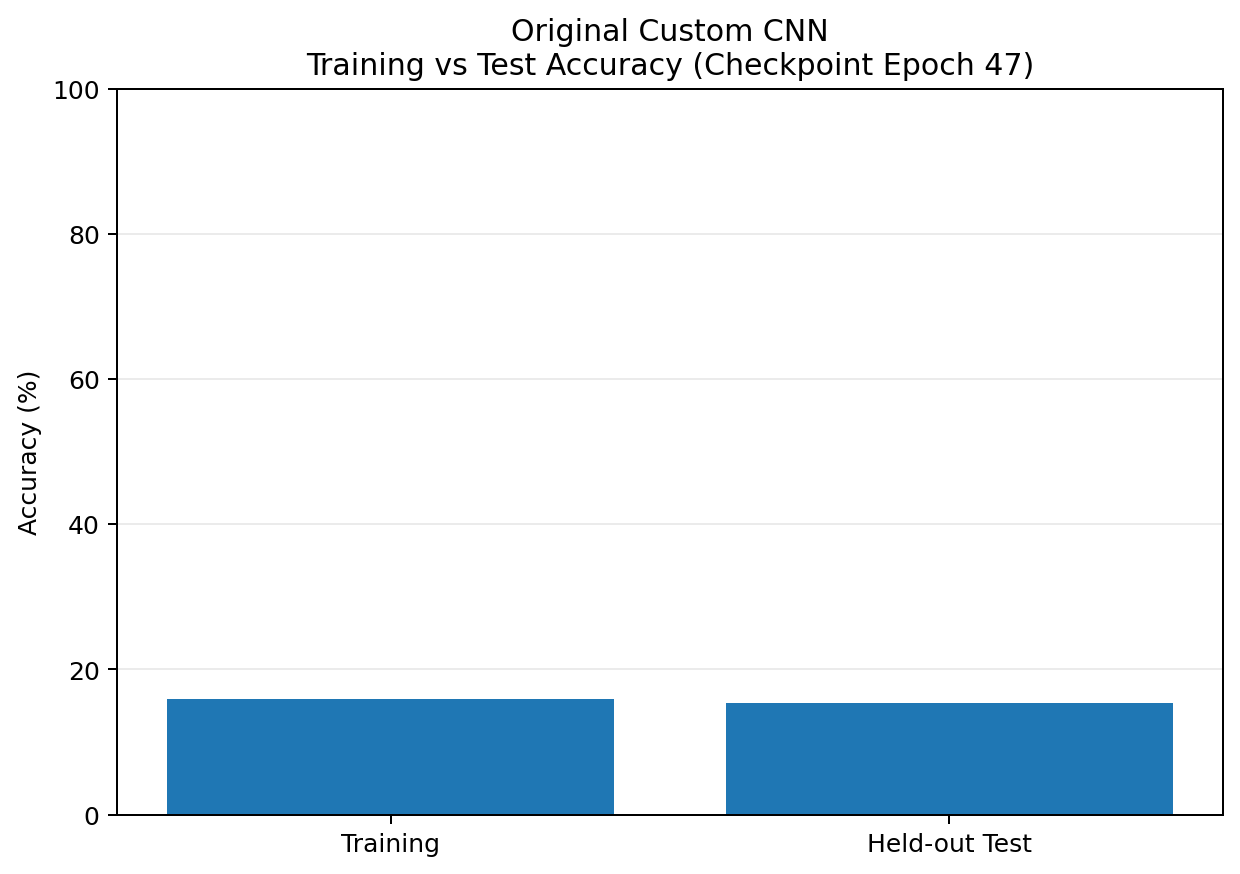 Original Custom CNN
Training vs Test Accuracy (Checkpoint Epoch 47)
100
80
60
40
20
0
Accuracy (%)
Training
Held-out Test